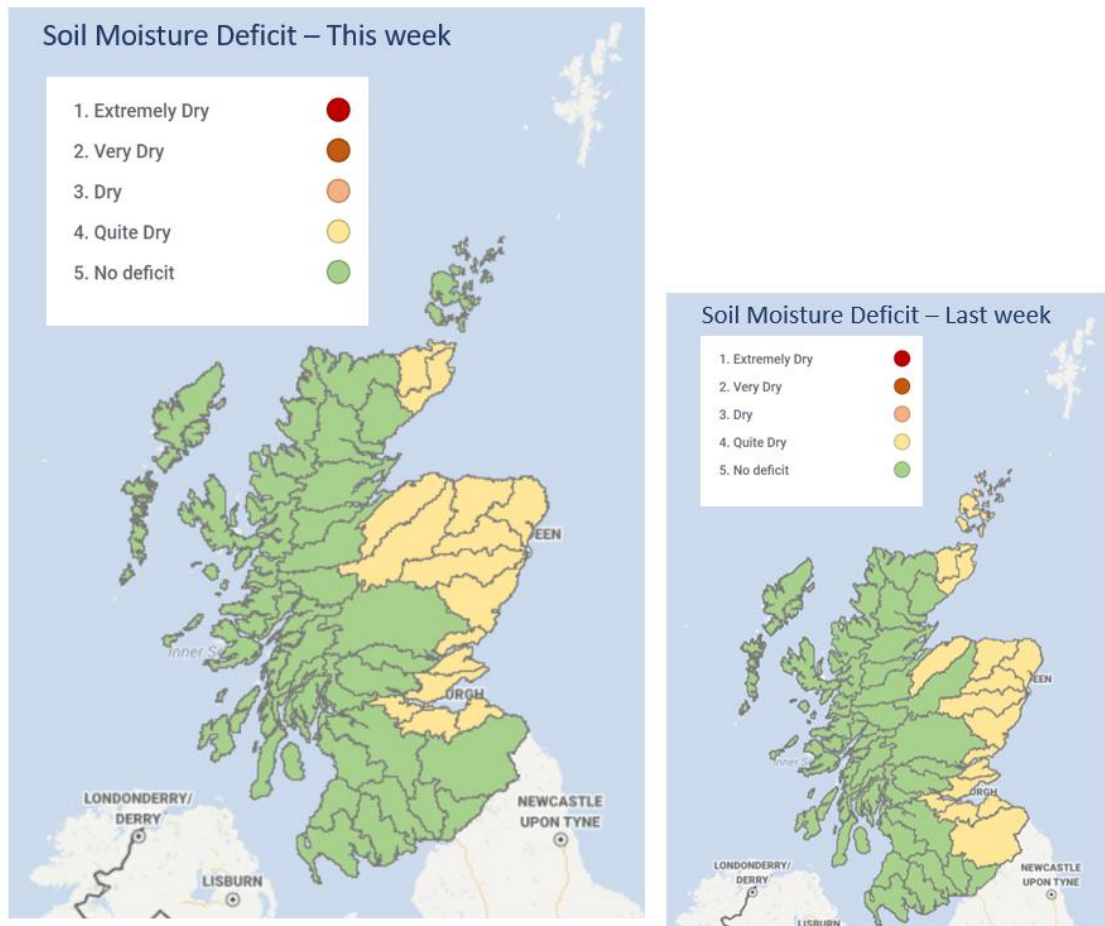 Soil Moisture Deficit – This week
1. Extremely Dry
2. Very Dry
3. Dry
4. Quite Dry
5. No deficit
EEN
Inner S
URGH
LONDONDERRY/
DERRY
NEWCASTLE
UPON TYNE
LISBURN
Soil Moisture Deficit – Last week
1. Extremely Dry
2. Very Dry
3. Dry
4. Quite Dry
5. No deficit
EEN
Inner S
URGH
LONDONDERRY/
DERRY
NEWCASTLE
UPON TYNE
LISBURN